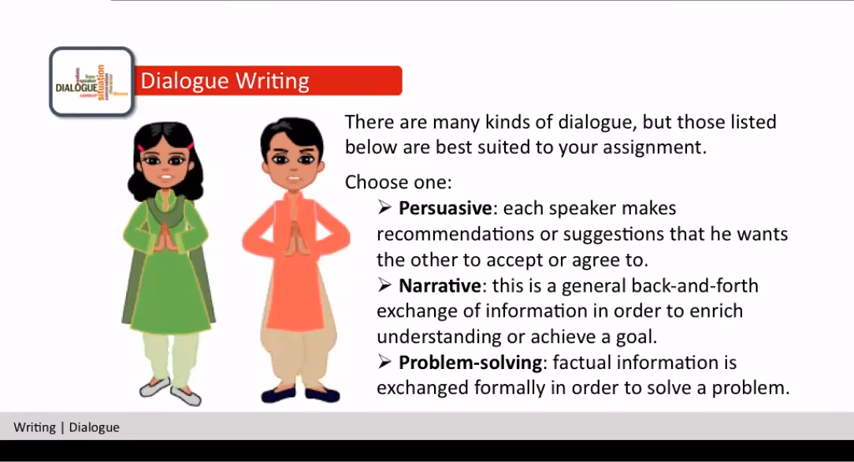 DIALOGUE
situation
Dialogue Writing
There are many kinds of dialogue, but those listed
below are best suited to your assignment.
Choose one:
➤ Persuasive: each speaker makes
recommendations or suggestions that he wants
the other to accept or agree to.
➤ Narrative: this is a general back-and-forth
exchange of information in order to enrich
understanding or achieve a goal.
➤ Problem-solving: factual information is
exchanged formally in order to solve a problem.
Writing | Dialogue